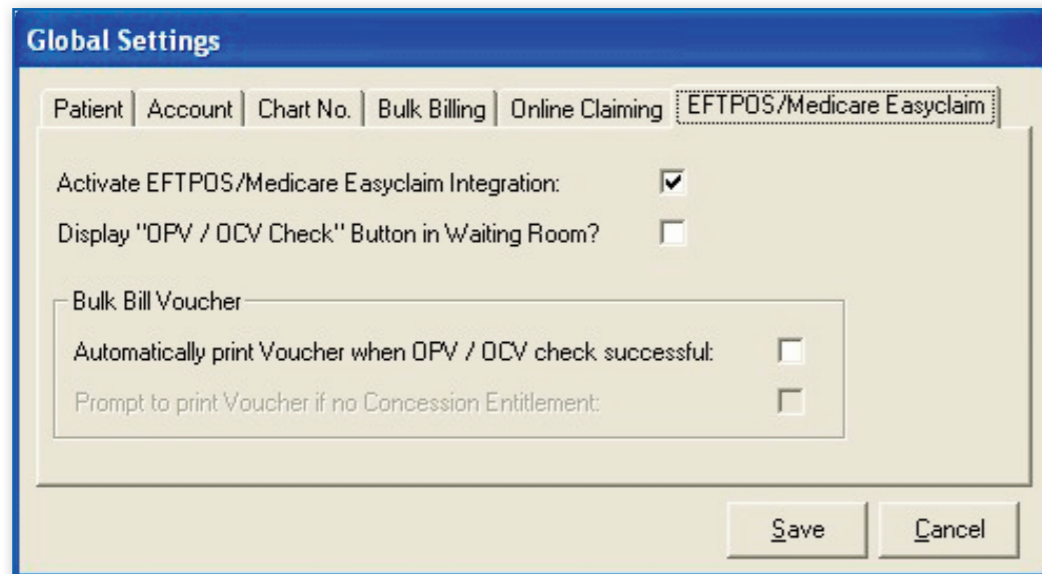 Global Settings
Patient Account Chart No. Bulk Billing Online Claiming EFTPOS/Medicare Easyclaim
Activate EFTPOS/Medicare Easyclaim Integration:
Display "OPV / OCV Check" Button in Waiting Room?
Bulk Bill Voucher
Automatically print Voucher when OPV / OCV check successful:
Prompt to print Voucher if no Concession Entitlement:
Save Cancel